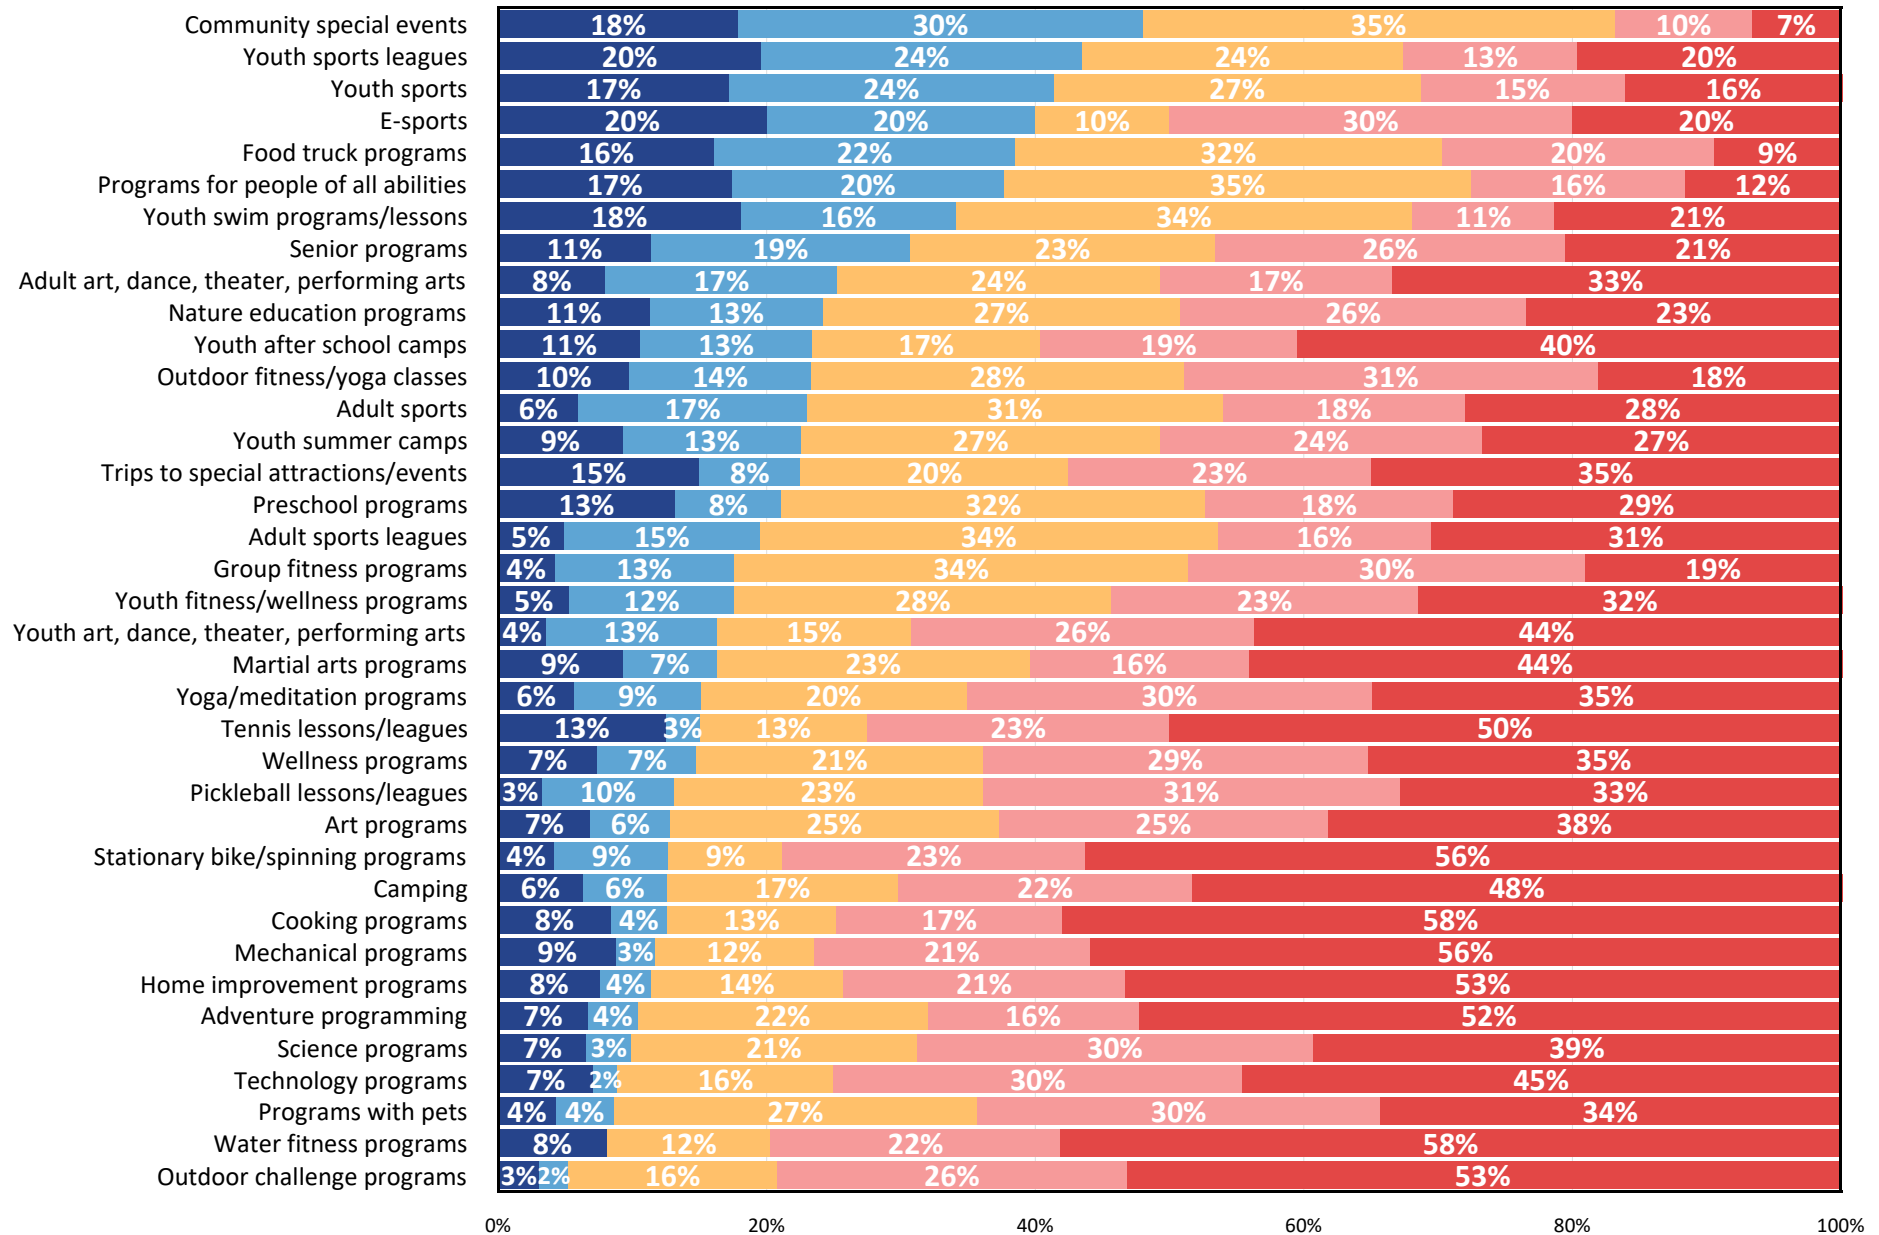 Community special events 18% 30% 35% 10% 7%
Youth sports leagues 20% 24% 24% 13% 20%
Youth sports 17% 24% 27% 15% 16%
E-sports 20% 20% 10% 30% 20%
Food truck programs 16% 22% 32% 20% 9%
Programs for people of all abilities 17% 20% 35% 16% 12%
Youth swim programs/lessons 18% 16% 34% 11% 21%
Senior programs 11% 19% 23% 26% 21%
Adult art, dance, theater, performing arts 8% 17% 24% 17% 33%
Nature education programs 11% 13% 27% 26% 23%
Youth after school camps 11% 13% 17% 19% 40%
Outdoor fitness/yoga classes 10% 14% 28% 31% 18%
Adult sports 6% 17% 31% 18% 28%
Youth summer camps 9% 13% 27% 24% 27%
Trips to special attractions/events 15% 8% 20% 23% 35%
Preschool programs 13% 8% 32% 18% 29%
Adult sports leagues 5% 15% 34% 16% 31%
Group fitness programs 4% 13% 34% 30% 19%
Youth fitness/wellness programs 5% 12% 28% 23% 32%
Youth art, dance, theater, performing arts 4% 13% 15% 26% 44%
Martial arts programs 9% 7% 23% 16% 44%
Yoga/meditation programs 6% 9% 20% 30% 35%
Tennis lessons/leagues 13% 3% 13% 23% 50%
Wellness programs 7% 7% 21% 29% 35%
Pickleball lessons/leagues 3% 10% 23% 31% 33%
Art programs 7% 6% 25% 25% 38%
Stationary bike/spinning programs 4% 9% 9% 23% 56%
Camping 6% 6% 17% 22% 48%
Cooking programs 8% 4% 13% 17% 58%
Mechanical programs 9% 3% 12% 21% 56%
Home improvement programs 8% 4% 14% 21% 53%
Adventure programming 7% 4% 22% 16% 52%
Science programs 7% 3% 21% 30% 39%
Technology programs 7% 2% 16% 30% 45%
Programs with pets 4% 4% 27% 30% 34%
Water fitness programs 8% 12% 22% 58%
Outdoor challenge programs 3% 2% 16% 26% 53%
0% 20% 40% 60% 80% 100%